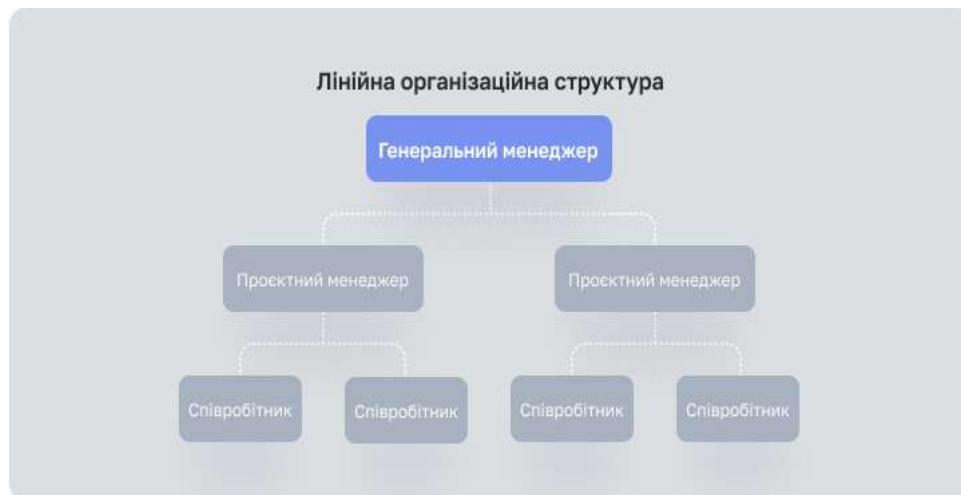 Лінійна організаційна структура
Генеральний менеджер
Проєктний менеджер
Проєктний менеджер
Співробітник
Співробітник
Співробітник
Співробітник